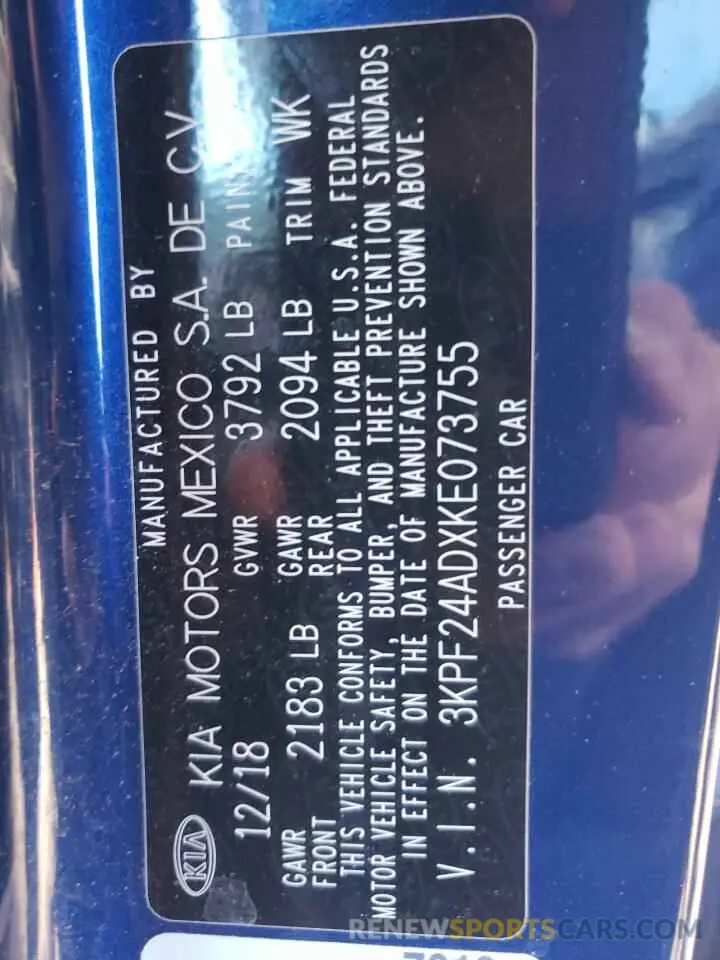 MANUFACTURED BY
KIA KIA MOTORS MEXICO S.A. DE C.V.
12/18 GVWR 3792 LB
GAWR FRONT 2183 LB GAWR REAR 2094 LB TRIM WK
THIS VEHICLE CONFORMS TO ALL APPLICABLE U.S.A. FEDERAL
MOTOR VEHICLE SAFETY, BUMPER, AND THEFT PREVENTION STANDARDS
IN EFFECT ON THE DATE OF MANUFACTURE SHOWN ABOVE.
V.I.N. 3KPF24ADXKE073755
PASSENGER CAR
RENEWSPORTSCARS.COM